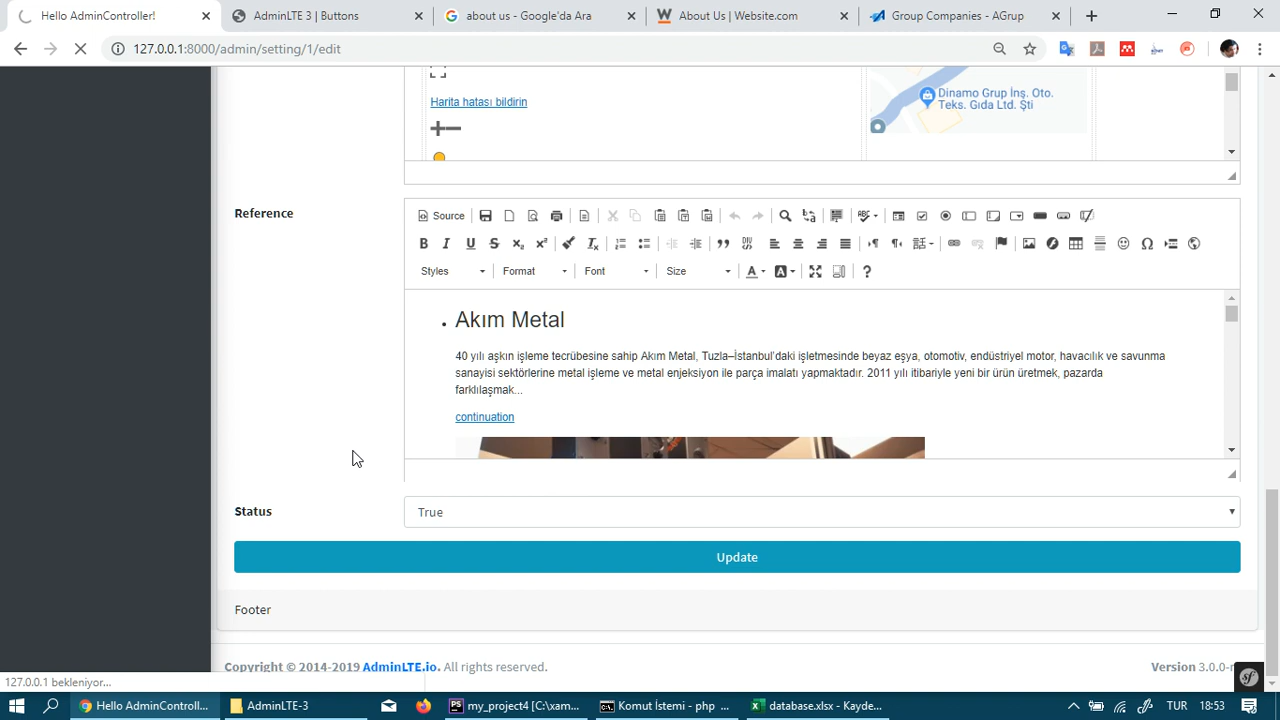 Hello AdminController!
AdminLTE 3 | Buttons
about us - Google'da Ara
About Us | Website.com
Group Companies - AGrup
127.0.0.1:8000/admin/setting/1/edit
Harita hatası bildirin
Dinamo Grup İnş. Oto.
Teks. Gıda Ltd. Şti
Reference
Source
Styles Format Font Size
Akım Metal
40 yılı aşkın işleme tecrübesine sahip Akım Metal, Tuzla–İstanbul'daki işletmesinde beyaz eşya, otomotiv, endüstriyel motor, havacılık ve savunma
sanayisi sektörlerine metal işleme ve metal enjeksiyon ile parça imalatı yapmaktadır. 2011 yılı itibariyle yeni bir ürün üretmek, pazarda
farklılaşmak...
continuation
Status
True
Update
Footer
Copyright © 2014-2019 AdminLTE.io. All rights reserved.
Version 3.0.0-
127.0.0.1 bekleniyor...
Hello AdminController...
AdminLTE-3
my_project4 [C:\xam...
Komut İstemi - php ...
database.xlsx - Kayde...
TUR
18:53